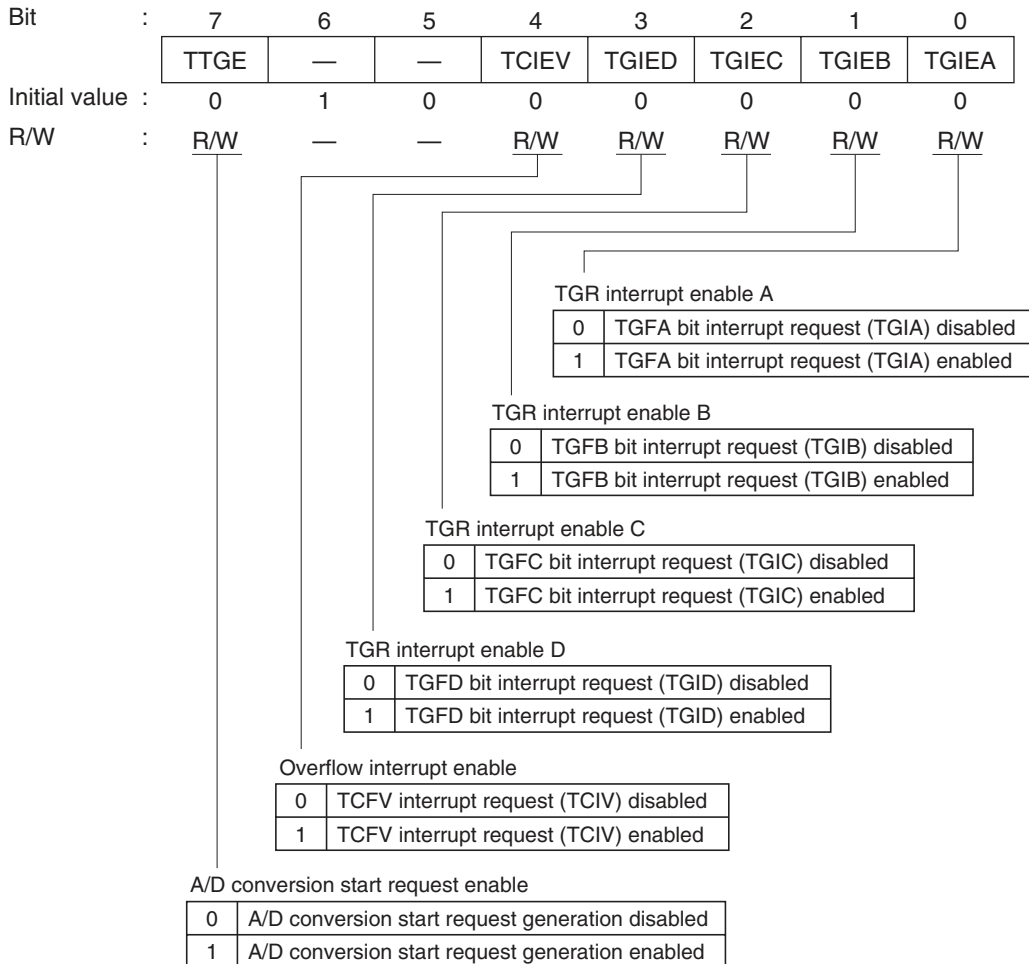 Bit : 7 6 5 4 3 2 1 0
TTGE — — TCIEV TGIED TGIEC TGIEB TGIEA
Initial value : 0 1 0 0 0 0 0 0
R/W : R/W — — R/W R/W R/W R/W R/W
TGR interrupt enable A
0 TGFA bit interrupt request (TGIA) disabled
1 TGFA bit interrupt request (TGIA) enabled
TGR interrupt enable B
0 TGFB bit interrupt request (TGIB) disabled
1 TGFB bit interrupt request (TGIB) enabled
TGR interrupt enable C
0 TGFC bit interrupt request (TGIC) disabled
1 TGFC bit interrupt request (TGIC) enabled
TGR interrupt enable D
0 TGFD bit interrupt request (TGID) disabled
1 TGFD bit interrupt request (TGID) enabled
Overflow interrupt enable
0 TCFV interrupt request (TCIV) disabled
1 TCFV interrupt request (TCIV) enabled
A/D conversion start request enable
0 A/D conversion start request generation disabled
1 A/D conversion start request generation enabled